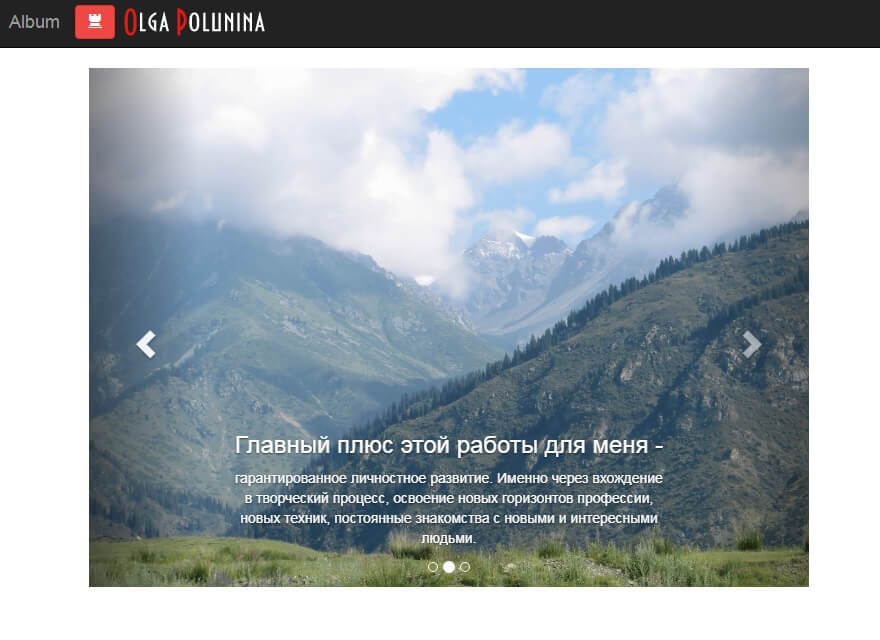 Album
OLGA POLUNINA
Главный плюс этой работы для меня -
гарантированное личностное развитие. Именно через вхождение
в творческий процесс, освоение новых горизонтов профессии,
новых техник, постоянные знакомства с новыми и интересными
людьми.